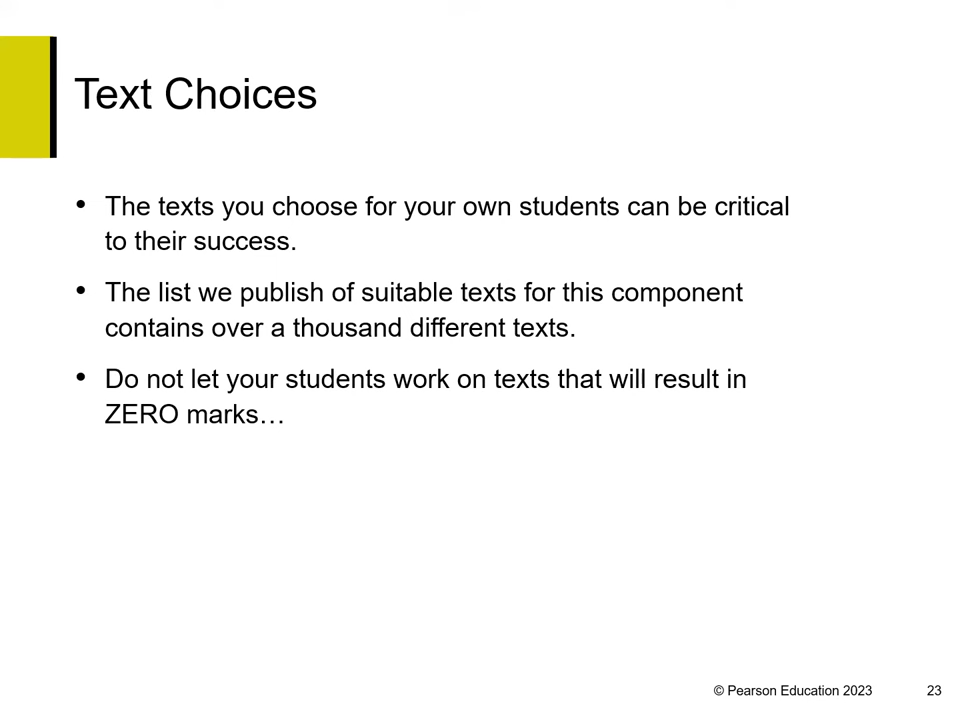 Text Choices
• The texts you choose for your own students can be critical
to their success.
• The list we publish of suitable texts for this component
contains over a thousand different texts.
• Do not let your students work on texts that will result in
ZERO marks…
© Pearson Education 2023 23